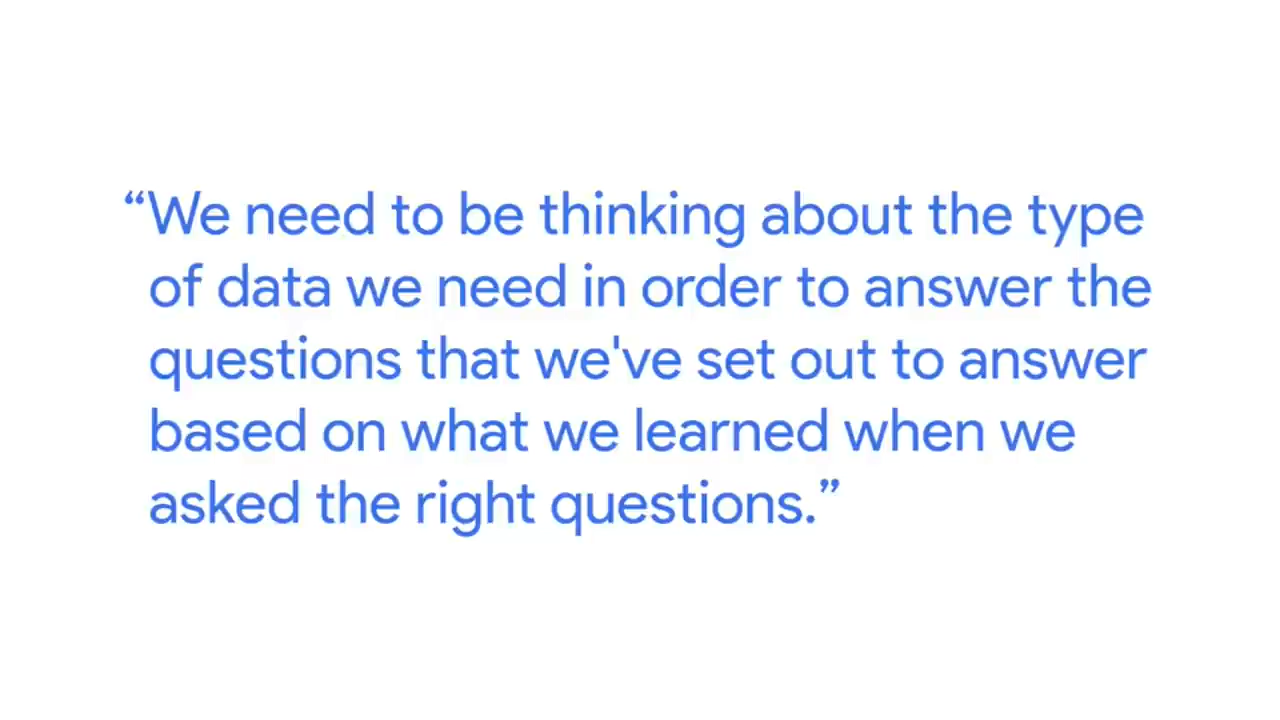 “We need to be thinking about the type
of data we need in order to answer the
questions that we've set out to answer
based on what we learned when we
asked the right questions.”